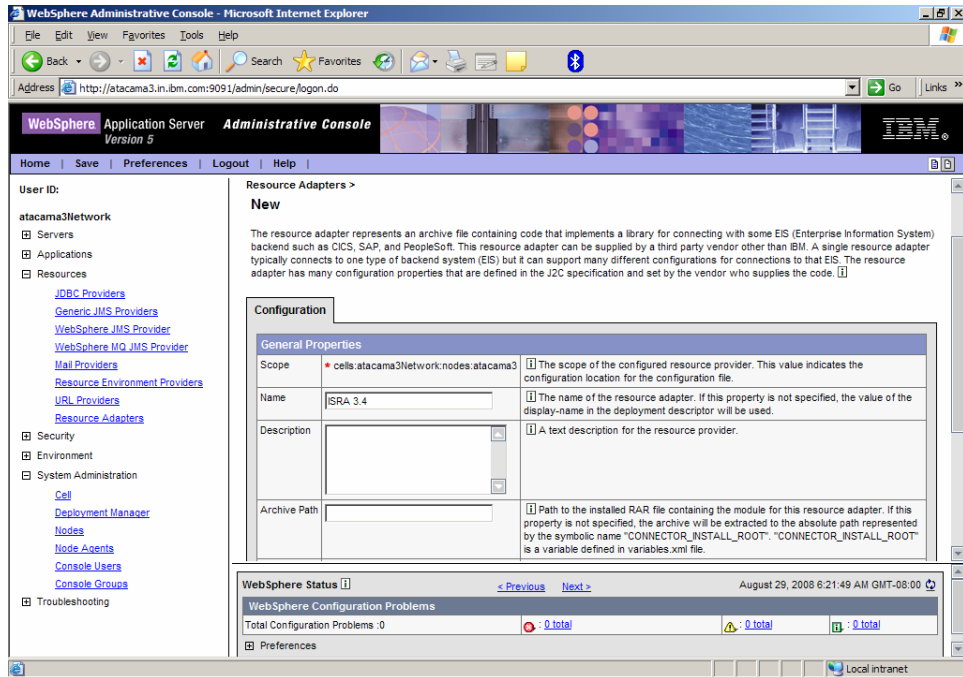 WebSphere Administrative Console - Microsoft Internet Explorer
File Edit View Favorites Tools Help
Back Search Favorites
Address http://atacama3.in.ibm.com:9091/admin/secure/logon.do Go Links »
WebSphere Application Server Administrative Console
Version 5
IBM
Home | Save | Preferences | Logout | Help |
User ID:
atacama3Network
Servers
Applications
Resources
JDBC Providers
Generic JMS Providers
WebSphere JMS Provider
WebSphere MQ JMS Provider
Mail Providers
Resource Environment Providers
URL Providers
Resource Adapters
Security
Environment
System Administration
Cell
Deployment Manager
Nodes
Node Agents
Console Users
Console Groups
Troubleshooting
Resource Adapters >
New
The resource adapter represents an archive file containing code that implements a library for connecting with some EIS (Enterprise Information System)
backend such as CICS, SAP, and PeopleSoft. This resource adapter can be supplied by a third party vendor other than IBM. A single resource adapter
typically connects to one type of backend system (EIS) but it can support many different configurations for connections to that EIS. The resource
adapter has many configuration properties that are defined in the J2C specification and set by the vendor who supplies the code. i
Configuration
General Properties
Scope * cells:atacama3Network:nodes:atacama3 i The scope of the configured resource provider. This value indicates the
configuration location for the configuration file.
Name ISRA 3.4 i The name of the resource adapter. If this property is not specified, the value of the
display-name in the deployment descriptor will be used.
Description i A text description for the resource provider.
Archive Path i Path to the installed RAR file containing the module for this resource adapter. If this
property is not specified, the archive will be extracted to the absolute path represented
by the symbolic name "CONNECTOR_INSTALL_ROOT". "CONNECTOR_INSTALL_ROOT"
is a variable defined in variables.xml file.
WebSphere Status i < Previous Next > August 29, 2008 6:21:49 AM GMT-08:00
WebSphere Configuration Problems
Total Configuration Problems :0 : 0 total : 0 total : 0 total
Preferences
Local intranet